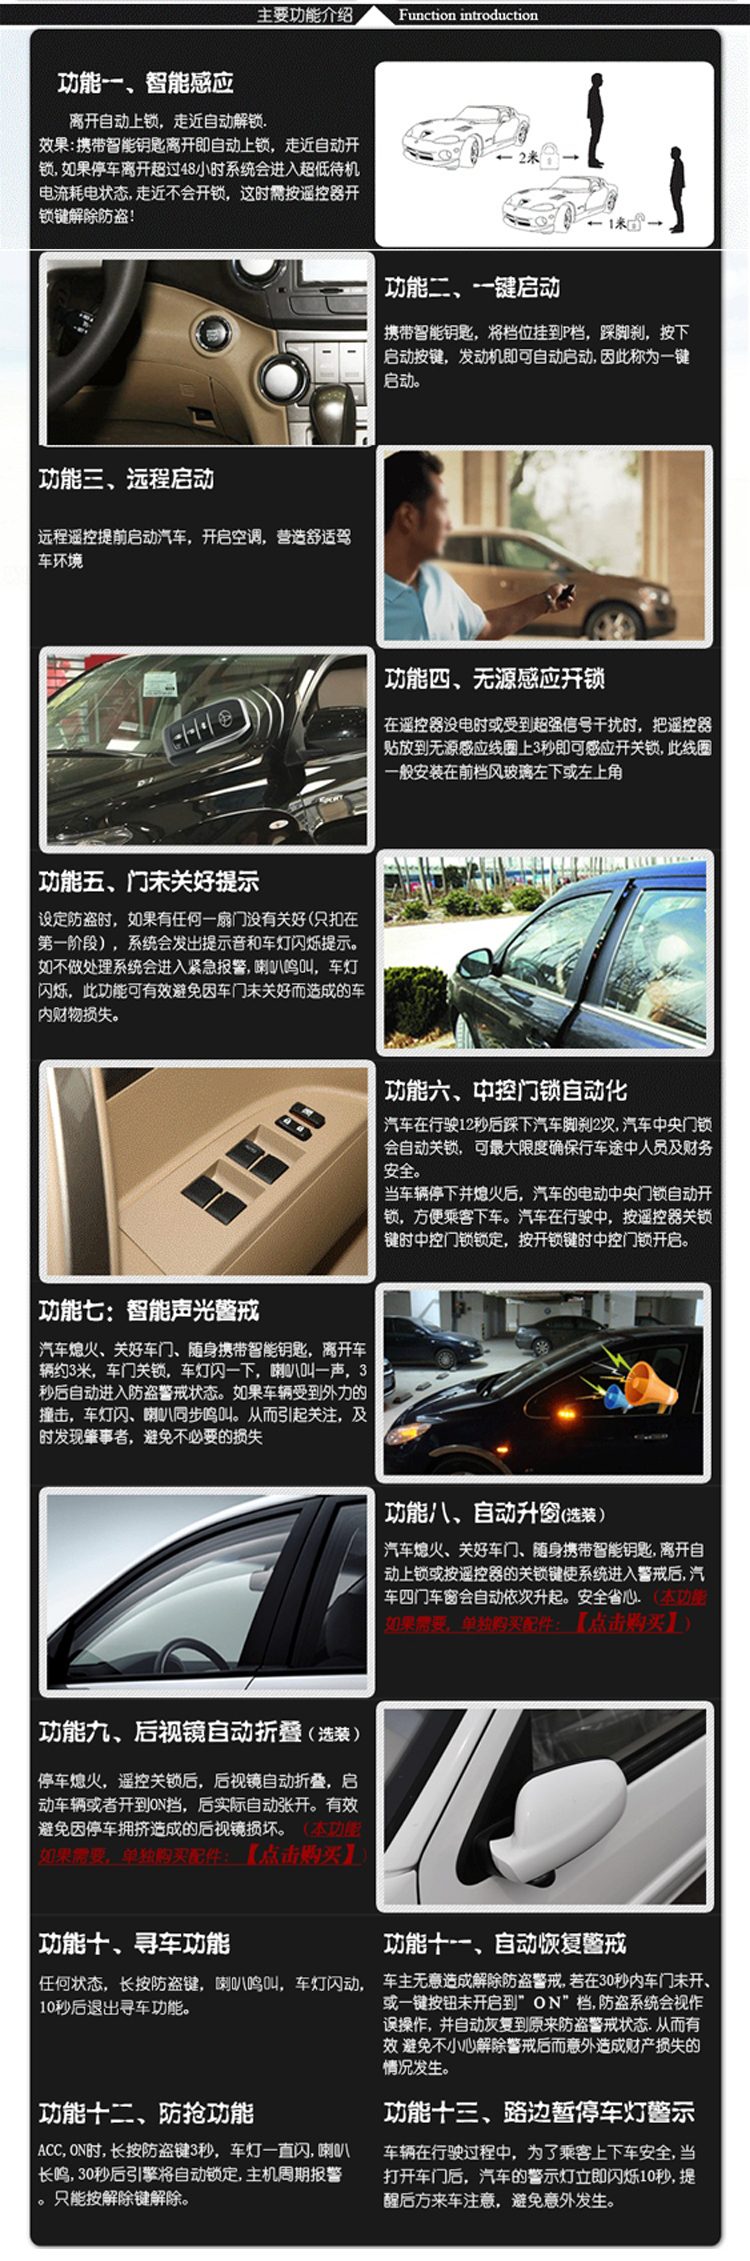 主要功能介绍 Function introduction
功能一、智能感应
离开自动上锁，走近自动解锁.
效果:携带智能钥匙离开即自动上锁，走近自动开
锁,如果停车离开超过48小时系统会进入超低待机
电流耗电状态,走近不会开锁，这时需按遥控器开
锁键解除防盗!
2米
1米
功能二、一键启动
携带智能钥匙，将档位挂到P档，踩脚刹，按下
启动按键，发动机即可自动启动,因此称为一键
启动。
功能三、远程启动
远程遥控提前启动汽车，开启空调，营造舒适驾
车环境
功能四、无源感应开锁
在遥控器没电时或受到超强信号干扰时，把遥控器
贴放到无源感应线圈上3秒即可感应开关锁,此线圈
一般安装在前档风玻璃左下或左上角
功能五、门未关好提示
设定防盗时，如果有任何一扇门没有关好(只扣在
第一阶段），系统会发出提示音和车灯闪烁提示。
如不做处理系统会进入紧急报警,喇叭鸣叫，车灯
闪烁，此功能可有效避免因车门未关好而造成的车
内财物损失。
功能六、中控门锁自动化
汽车在行驶12秒后踩下汽车脚刹2次,汽车中央门锁
会自动关锁，可最大限度确保行车途中人员及财务
安全。
当车辆停下并熄火后，汽车的电动中央门锁自动开
锁，方便乘客下车。汽车在行驶中，按遥控器关锁
键时中控门锁锁定，按开锁键时中控门锁开启。
功能七：智能声光警戒
汽车熄火、关好车门、随身携带智能钥匙，离开车
辆约3米，车门关锁，车灯闪一下，喇叭叫一声，3
秒后自动进入防盗警戒状态。如果车辆受到外力的
撞击，车灯闪、喇叭同步鸣叫。从而引起关注，及
时发现肇事者，避免不必要的损失
功能八、自动升窗(选装）
汽车熄火、关好车门、随身携带智能钥匙,离开自
动上锁或按遥控器的关锁键使系统进入警戒后,汽
车四门车窗会自动依次升起。安全省心.（本功能
如果需要，单独购买配件：【点击购买】）
功能九、后视镜自动折叠（选装）
停车熄火，遥控关锁后，后视镜自动折叠，启
动车辆或者开到ON挡，后实际自动张开。有效
避免因停车拥挤造成的后视镜损坏。（本功能
如果需要，单独购买配件：【点击购买】）
功能十、寻车功能
任何状态，长按防盗键，喇叭鸣叫，车灯闪动，
10秒后退出寻车功能。
功能十一、自动恢复警戒
车主无意造成解除防盗警戒,若在30秒内车门未开、
或一键按钮未开启到”ON”档,防盗系统会视作
误操作，并自动灰复到原来防盗警戒状态.从而有
效 避免不小心解除警戒后而意外造成财产损失的
情况发生。
功能十二、防抢功能
ACC,ON时,长按防盗键3秒，车灯一直闪,喇叭
长鸣,30秒后引擎将自动锁定,主机周期报警
。只能按解除键解除。
功能十三、路边暂停车灯警示
车辆在行驶过程中，为了乘客上下车安全,当
打开车门后，汽车的警示灯立即闪烁10秒,提
醒后方来车注意，避免意外发生。